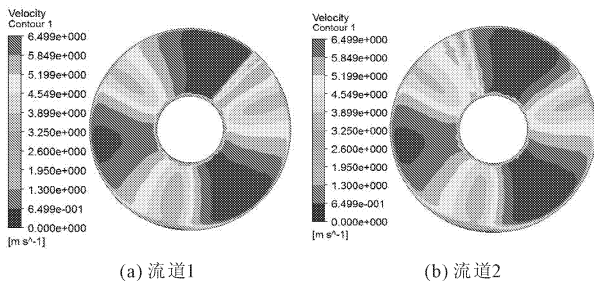 Velocity
Contour 1
6.499e+000
5.849e+000
5.199e+000
4.549e+000
3.899e+000
3.250e+000
2.600e+000
1.950e+000
1.300e+000
6.499e-001
0.000e+000
[m s^-1]
(a) 流道1
Velocity
Contour 1
6.499e+000
5.849e+000
5.199e+000
4.549e+000
3.899e+000
3.250e+000
2.600e+000
1.950e+000
1.300e+000
6.499e-001
0.000e+000
[m s^-1]
(b) 流道2